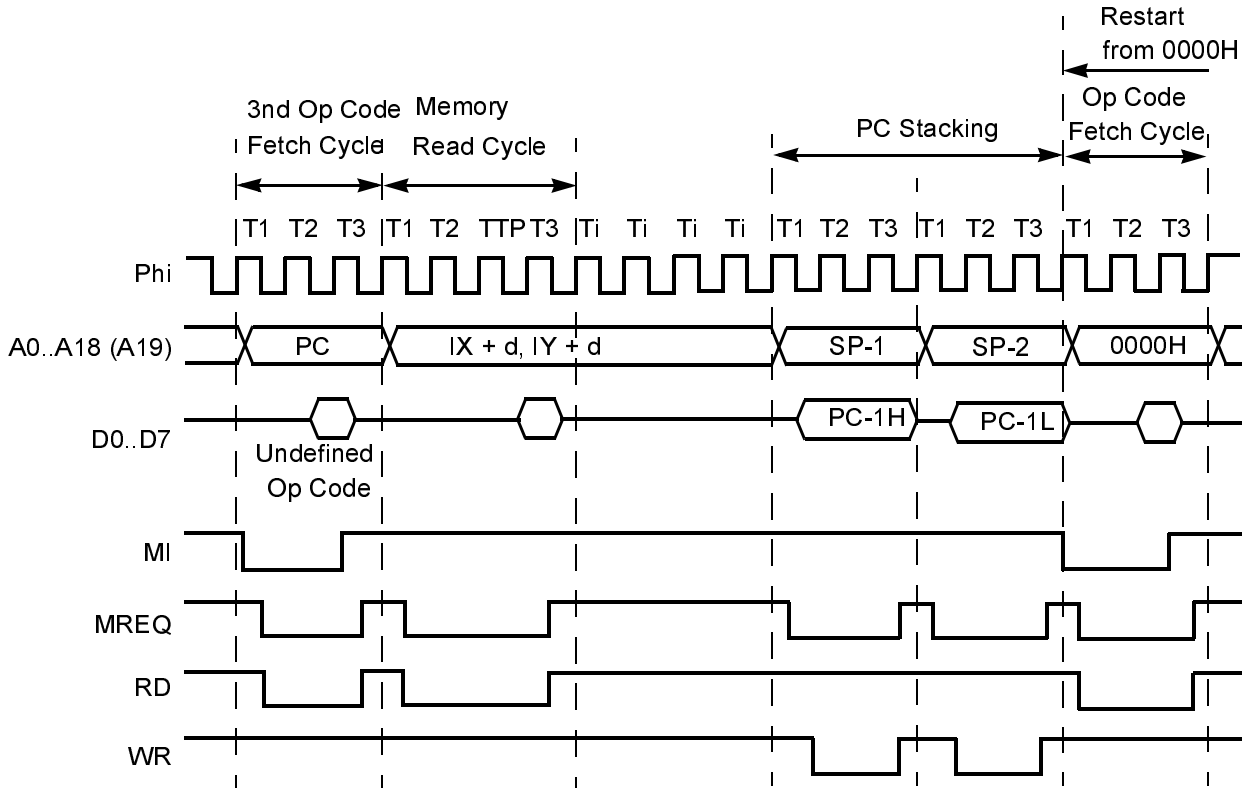 Restart
from 0000H
3nd Op Code
Fetch Cycle
Memory
Read Cycle
PC Stacking
Op Code
Fetch Cycle
T1 T2 T3 T1 T2 TTP T3 Ti Ti Ti Ti T1 T2 T3 T1 T2 T3 T1 T2 T3
Phi
A0..A18 (A19) PC IX + d, IY + d SP-1 SP-2 0000H
D0..D7 PC-1H PC-1L
Undefined
Op Code
MI
MREQ
RD
WR